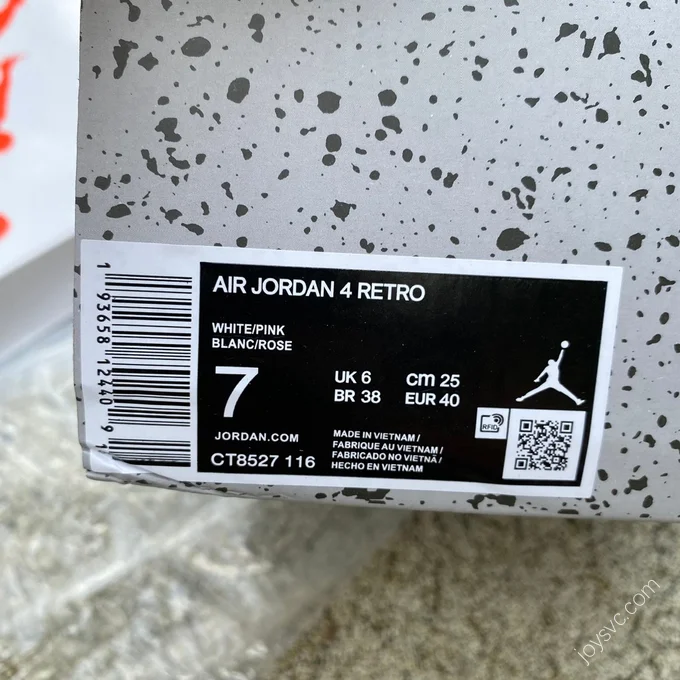 AIR JORDAN 4 RETRO
WHITE/PINK
BLANC/ROSE
7
UK 6 cm 25
BR 38 EUR 40
JORDAN.COM
CT8527 116
MADE IN VIETNAM /
FABRIQUE AU VIETNAM /
FABRICADO NO VIETNÃ /
HECHO EN VIETNAM
RFID
1 93658 12440 9
joysvc.com